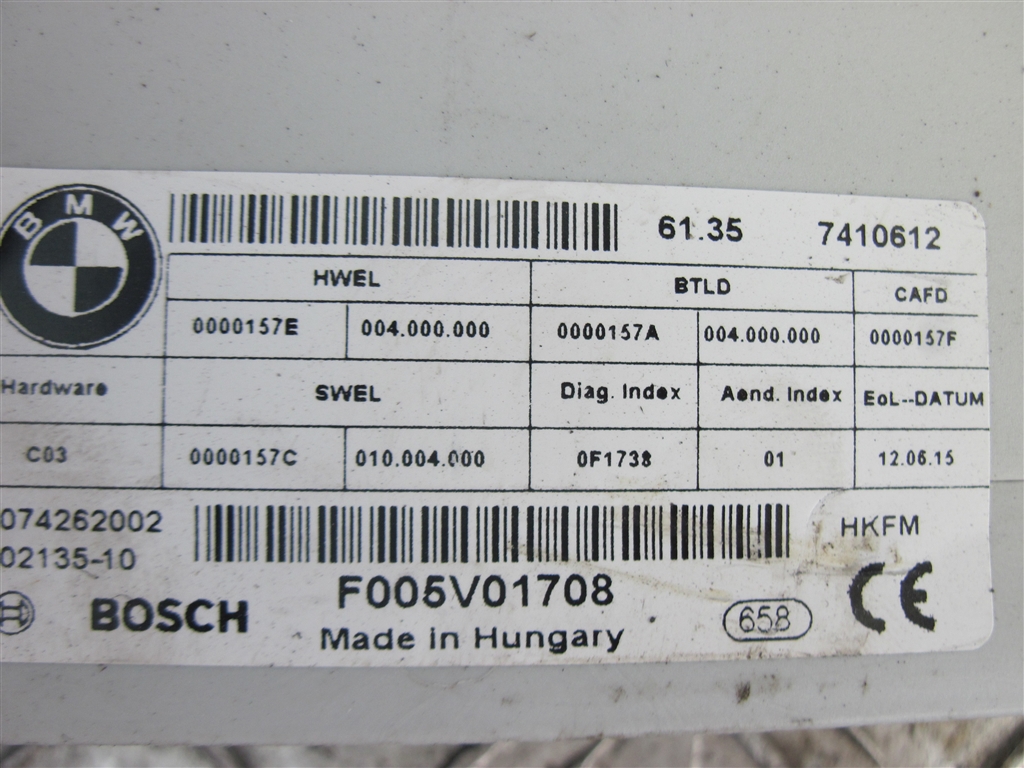 BMW 61.35 7410612
HWEL BTLD CAFD
0000157E 004.000.000 0000157A 004.000.000 0000157F
Hardware SWEL Diag. Index Aend. Index EoL--DATUM
C03 0000157C 010.004.000 0F1738 01 12.06.15
074262002 HKFM
02135-10
F005V01708
BOSCH Made in Hungary 658 CE